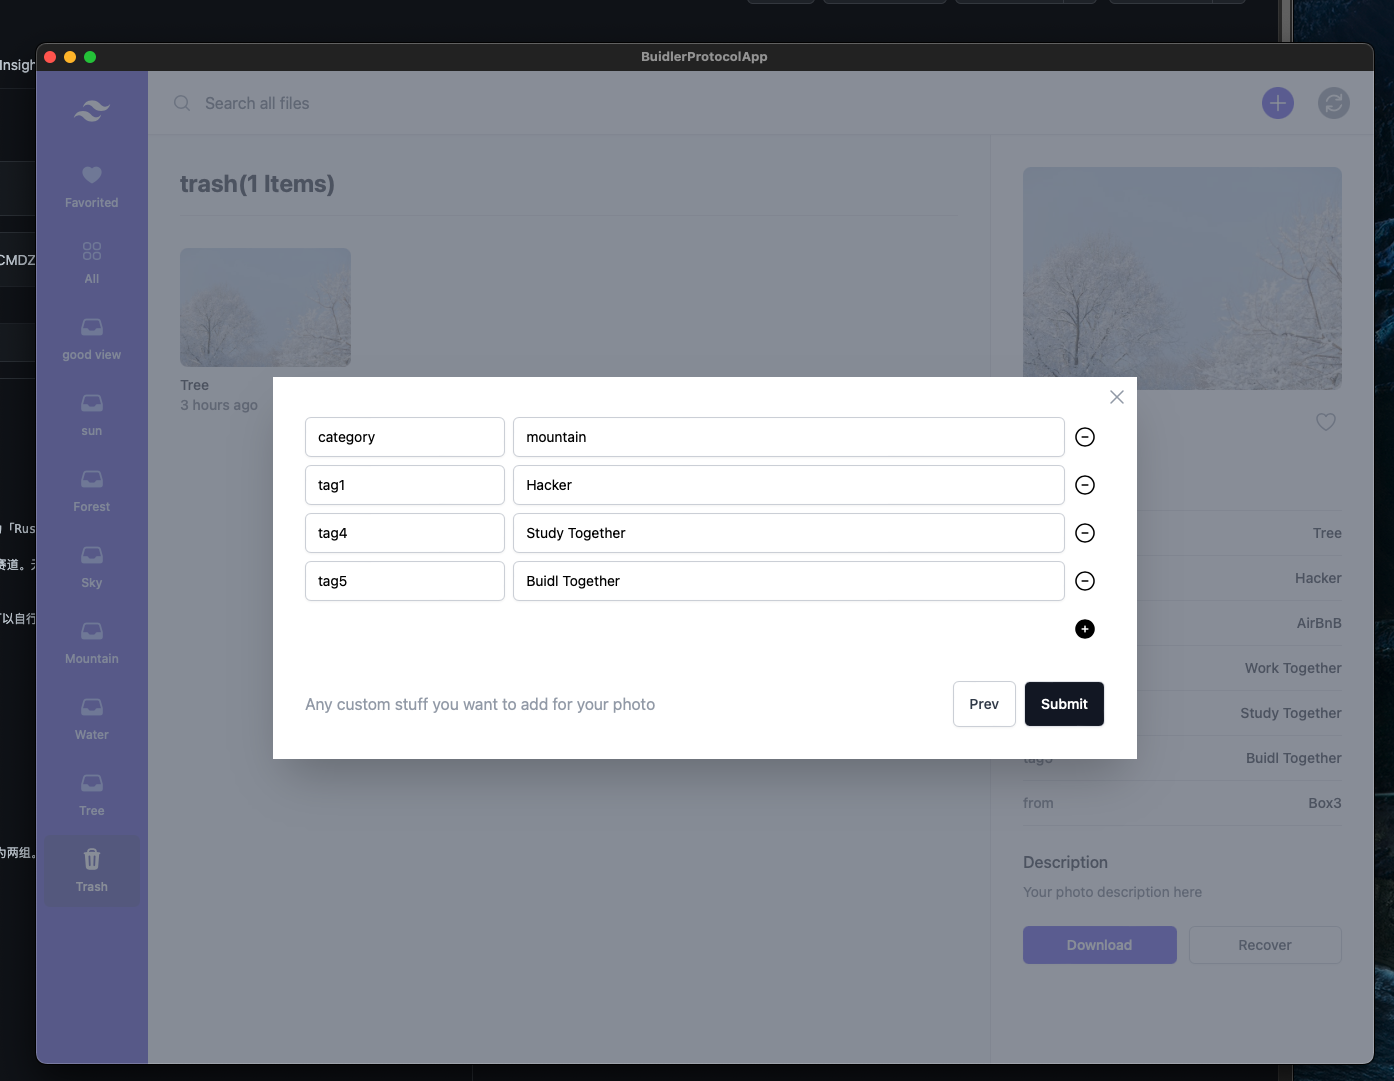 BuidlerProtocolApp
Insigh
CMDZ
「Rus
赛道。
以自行
为两组。
Search all files
Favorited
All
good view
sun
Forest
Sky
Mountain
Water
Tree
Trash
trash(1 Items)
Tree
3 hours ago
category mountain
tag1 Hacker
tag4 Study Together
tag5 Buidl Together
Any custom stuff you want to add for your photo
Prev
Submit
Tree
Hacker
AirBnB
Work Together
Study Together
tag5 Buidl Together
from Box3
Description
Your photo description here
Download
Recover